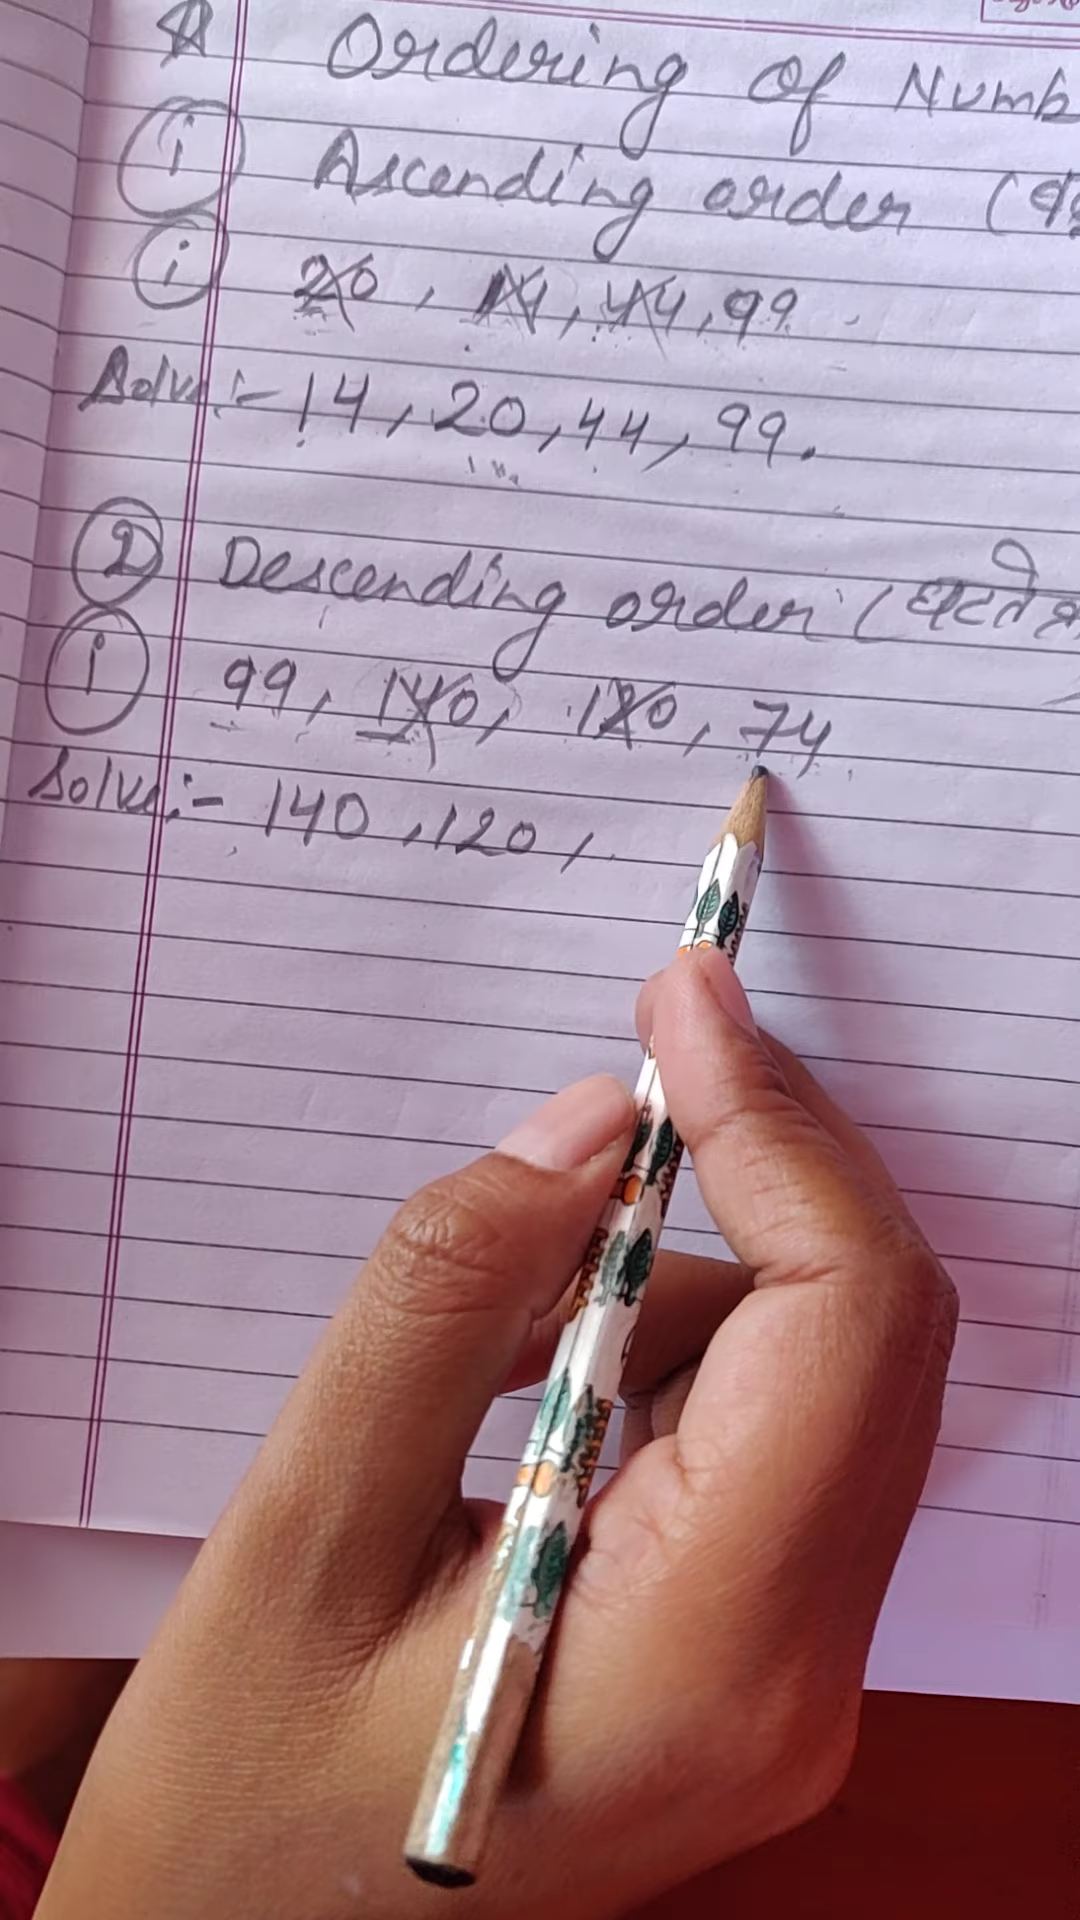 Ordering of Numb
i Ascending order (
i 20, 14, 44, 99
Solve:- 14, 20, 44, 99.
2 Descending order (घटते
i 99, 140, 120, 74
Solve:- 140, 120,